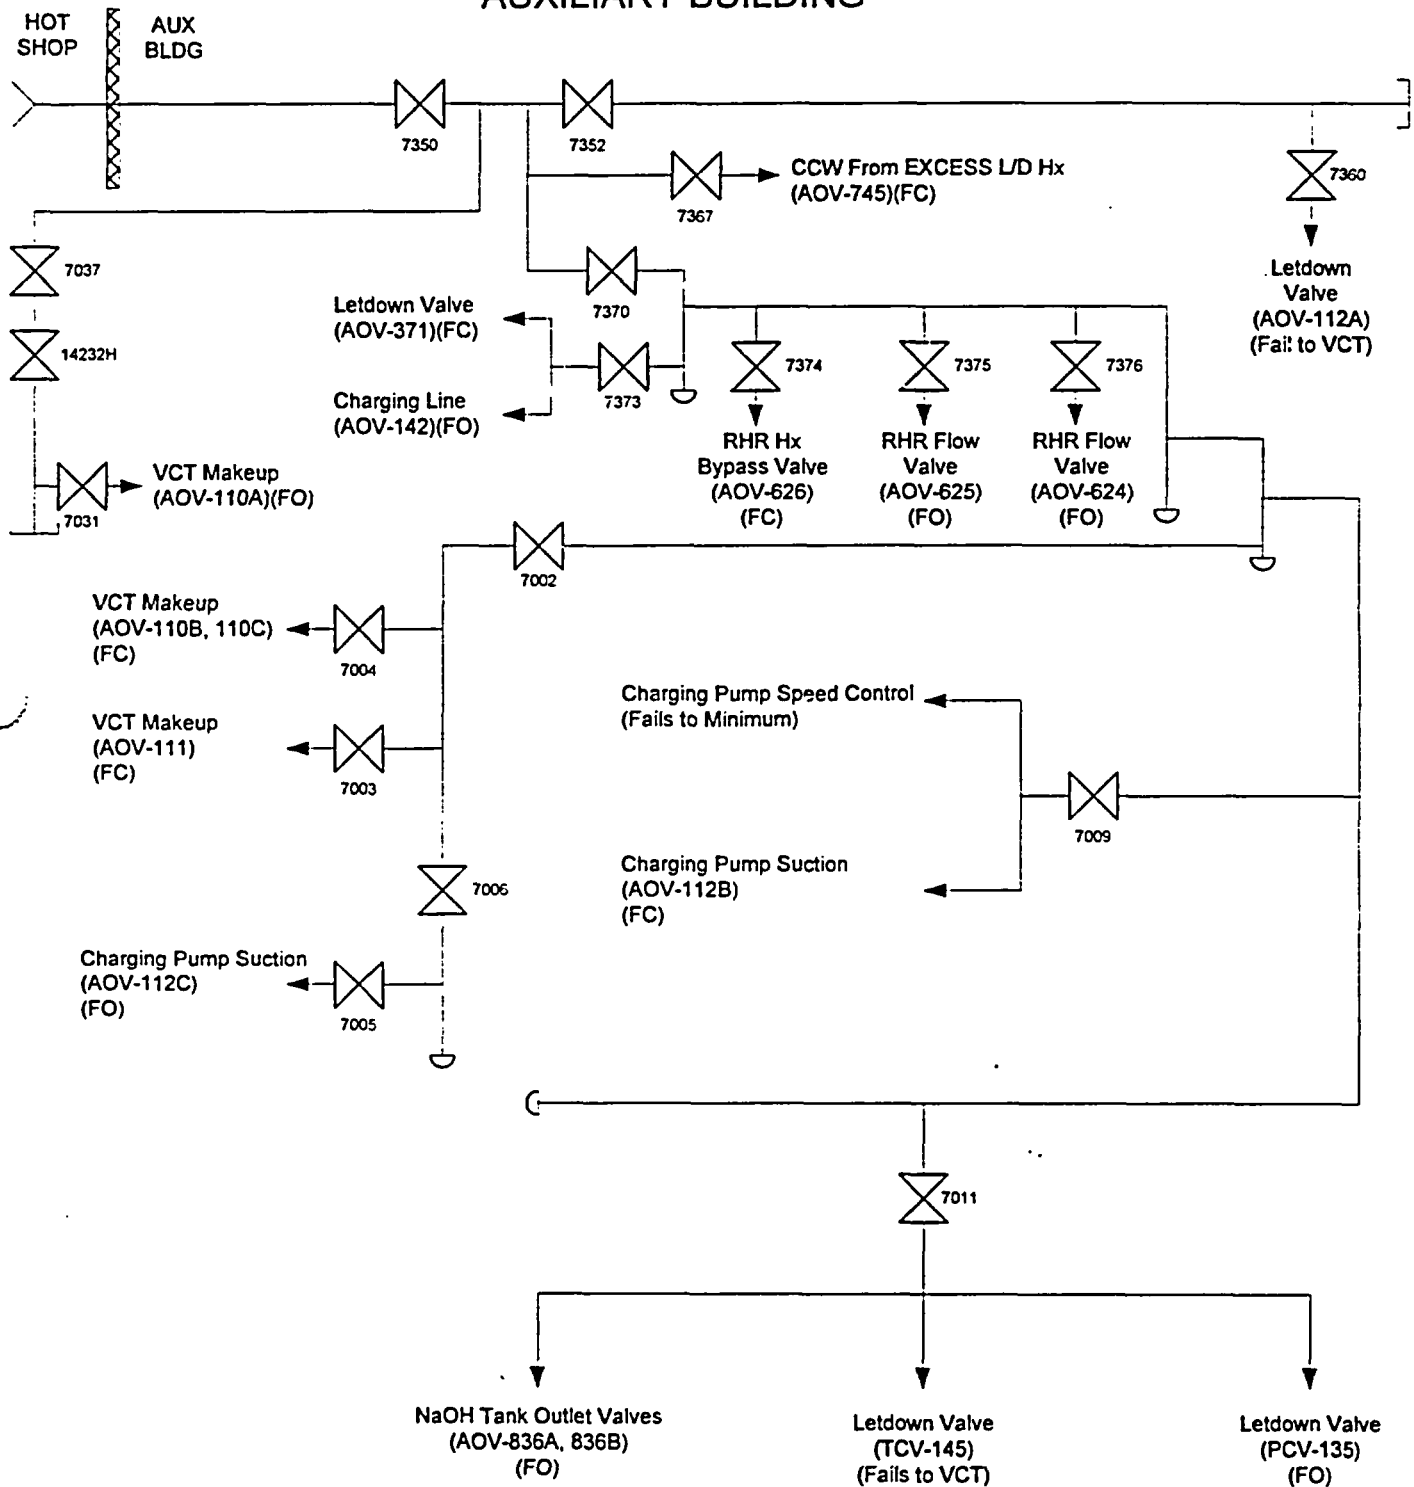 AUXILIARY BUILDING
HOT
SHOP
AUX
BLDG
7350
7352
CCW From EXCESS L/D Hx
(AOV-745)(FC)
7367
7360
Letdown
Valve
(AOV-112A)
(Fail to VCT)
7037
14232H
7370
Letdown Valve
(AOV-371)(FC)
7373
Charging Line
(AOV-142)(FO)
7374
7375
7376
RHR Hx
Bypass Valve
(AOV-626)
(FC)
RHR Flow
Valve
(AOV-625)
(FO)
RHR Flow
Valve
(AOV-624)
(FO)
VCT Makeup
(AOV-110A)(FO)
7031
7002
VCT Makeup
(AOV-110B, 110C)
(FC)
7004
VCT Makeup
(AOV-111)
(FC)
7003
Charging Pump Speed Control
(Fails to Minimum)
7009
Charging Pump Suction
(AOV-112B)
(FC)
7006
Charging Pump Suction
(AOV-112C)
(FO)
7005
7011
NaOH Tank Outlet Valves
(AOV-836A, 836B)
(FO)
Letdown Valve
(TCV-145)
(Fails to VCT)
Letdown Valve
(PCV-135)
(FO)